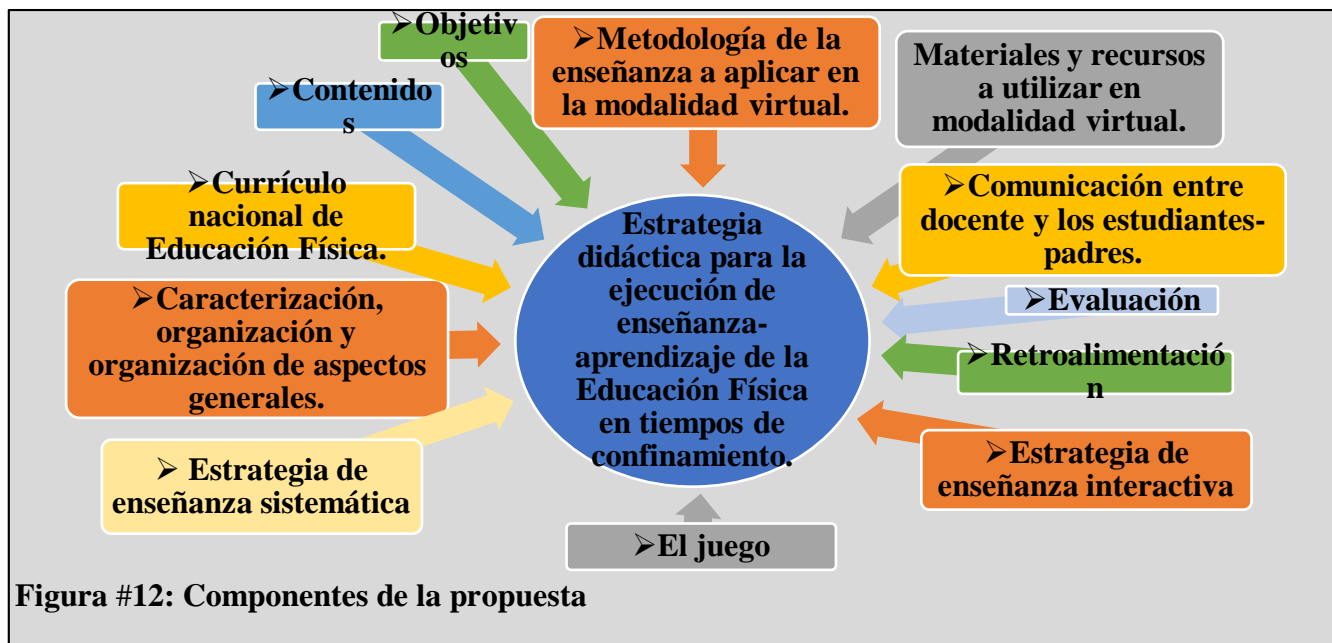 ➢Objetiv
os
➢Metodología de la
enseñanza a aplicar en
la modalidad virtual.
Materiales y recursos
a utilizar en
modalidad virtual.
➢Contenido
s
➢Currículo
nacional de
Educación Física.
➢Comunicación entre
docente y los estudiantes-
padres.
Estrategia
didáctica para la
ejecución de
enseñanza-
aprendizaje de la
Educación Física
en tiempos de
confinamiento.
➢Caracterización,
organización y
organización de aspectos
generales.
➢Evaluación
➢Retroalimentació
n
➢ Estrategia de
enseñanza sistemática
➢Estrategia de
enseñanza interactiva
➢El juego
Figura #12: Componentes de la propuesta